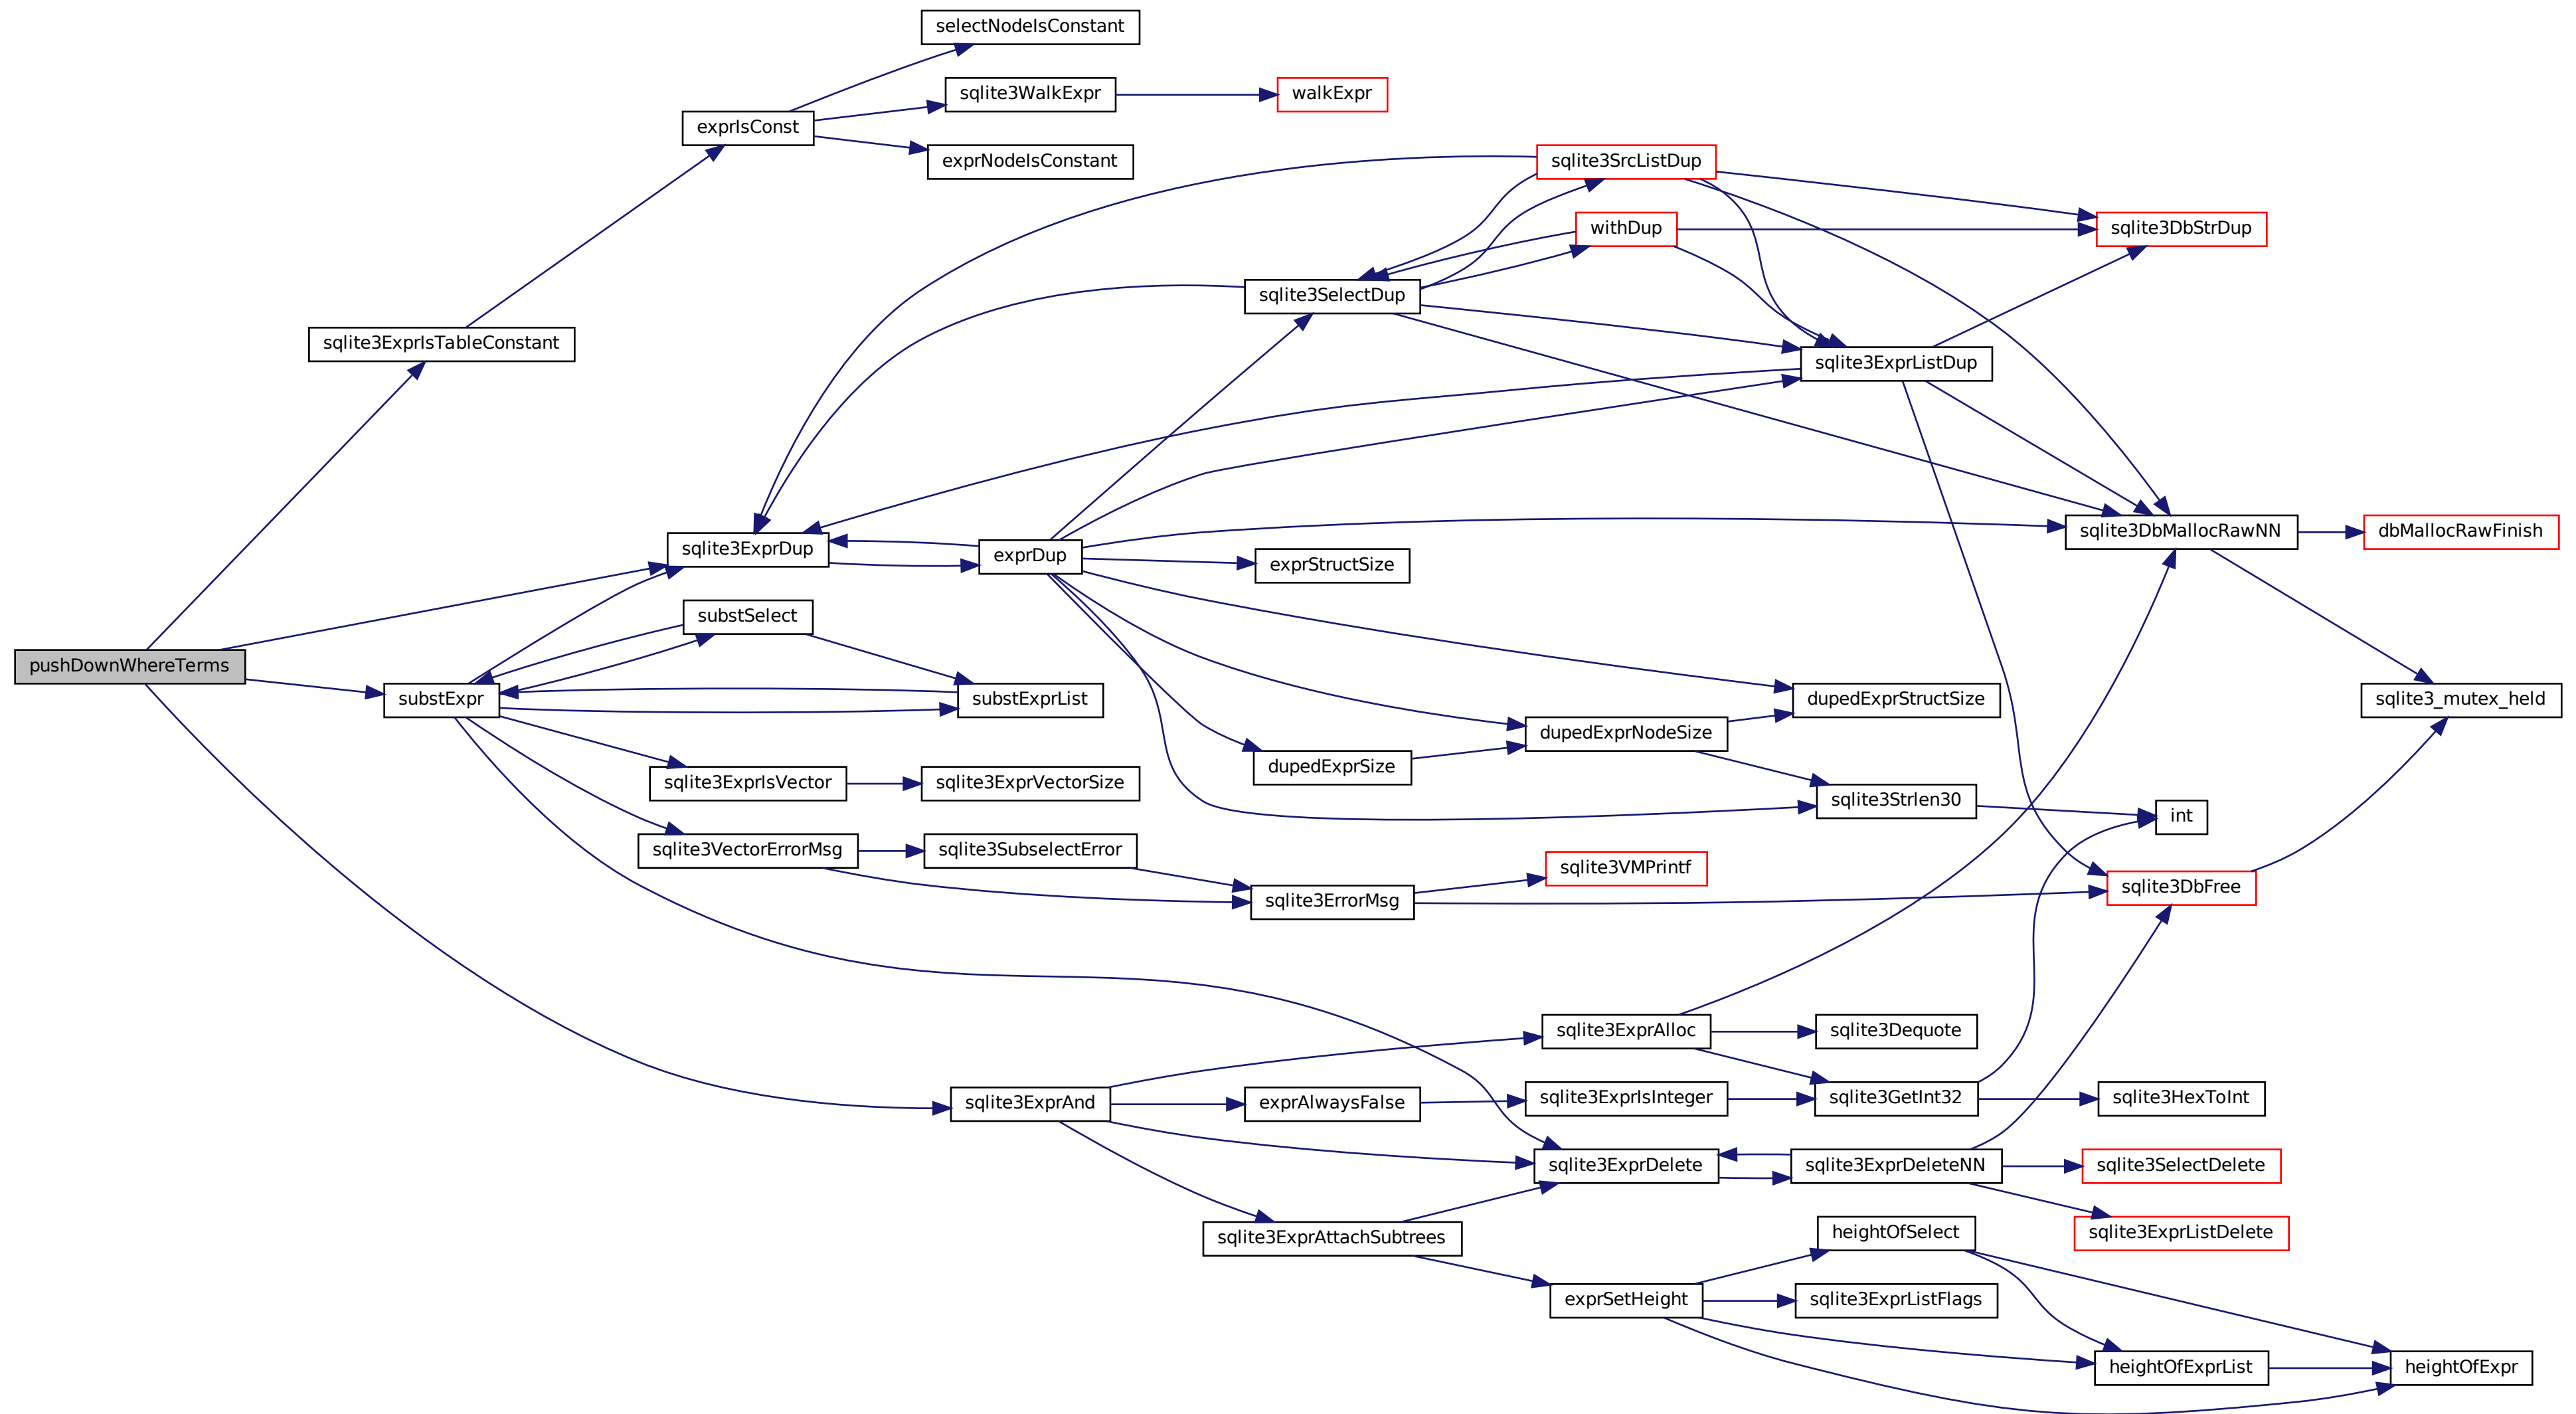 selectNodeIsConstant
sqlite3WalkExpr
walkExpr
exprIsConst
exprNodeIsConstant
sqlite3SrcListDup
withDup
sqlite3DbStrDup
sqlite3SelectDup
sqlite3ExprIsTableConstant
sqlite3ExprListDup
sqlite3DbMallocRawNN
dbMallocRawFinish
sqlite3ExprDup
exprDup
exprStructSize
substSelect
pushDownWhereTerms
substExpr
substExprList
dupedExprStructSize
sqlite3_mutex_held
dupedExprNodeSize
dupedExprSize
sqlite3ExprIsVector
sqlite3ExprVectorSize
sqlite3Strlen30
int
sqlite3VectorErrorMsg
sqlite3SubselectError
sqlite3VMPrintf
sqlite3DbFree
sqlite3ErrorMsg
sqlite3ExprAlloc
sqlite3Dequote
sqlite3ExprAnd
exprAlwaysFalse
sqlite3ExprIsInteger
sqlite3GetInt32
sqlite3HexToInt
sqlite3ExprDelete
sqlite3ExprDeleteNN
sqlite3SelectDelete
sqlite3ExprAttachSubtrees
heightOfSelect
sqlite3ExprListDelete
exprSetHeight
sqlite3ExprListFlags
heightOfExprList
heightOfExpr